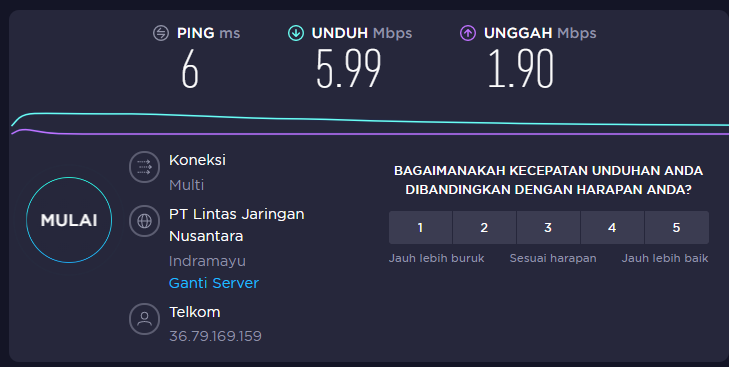 PING ms
UNDUH Mbps
UNGGAH Mbps
6
5.99
1.90
MULAI
Koneksi
Multi
PT Lintas Jaringan
Nusantara
Indramayu
Ganti Server
Telkom
36.79.169.159
BAGAIMANAKAH KECEPATAN UNDUHAN ANDA
DIBANDINGKAN DENGAN HARAPAN ANDA?
1 2 3 4 5
Jauh lebih buruk Sesuai harapan Jauh lebih baik